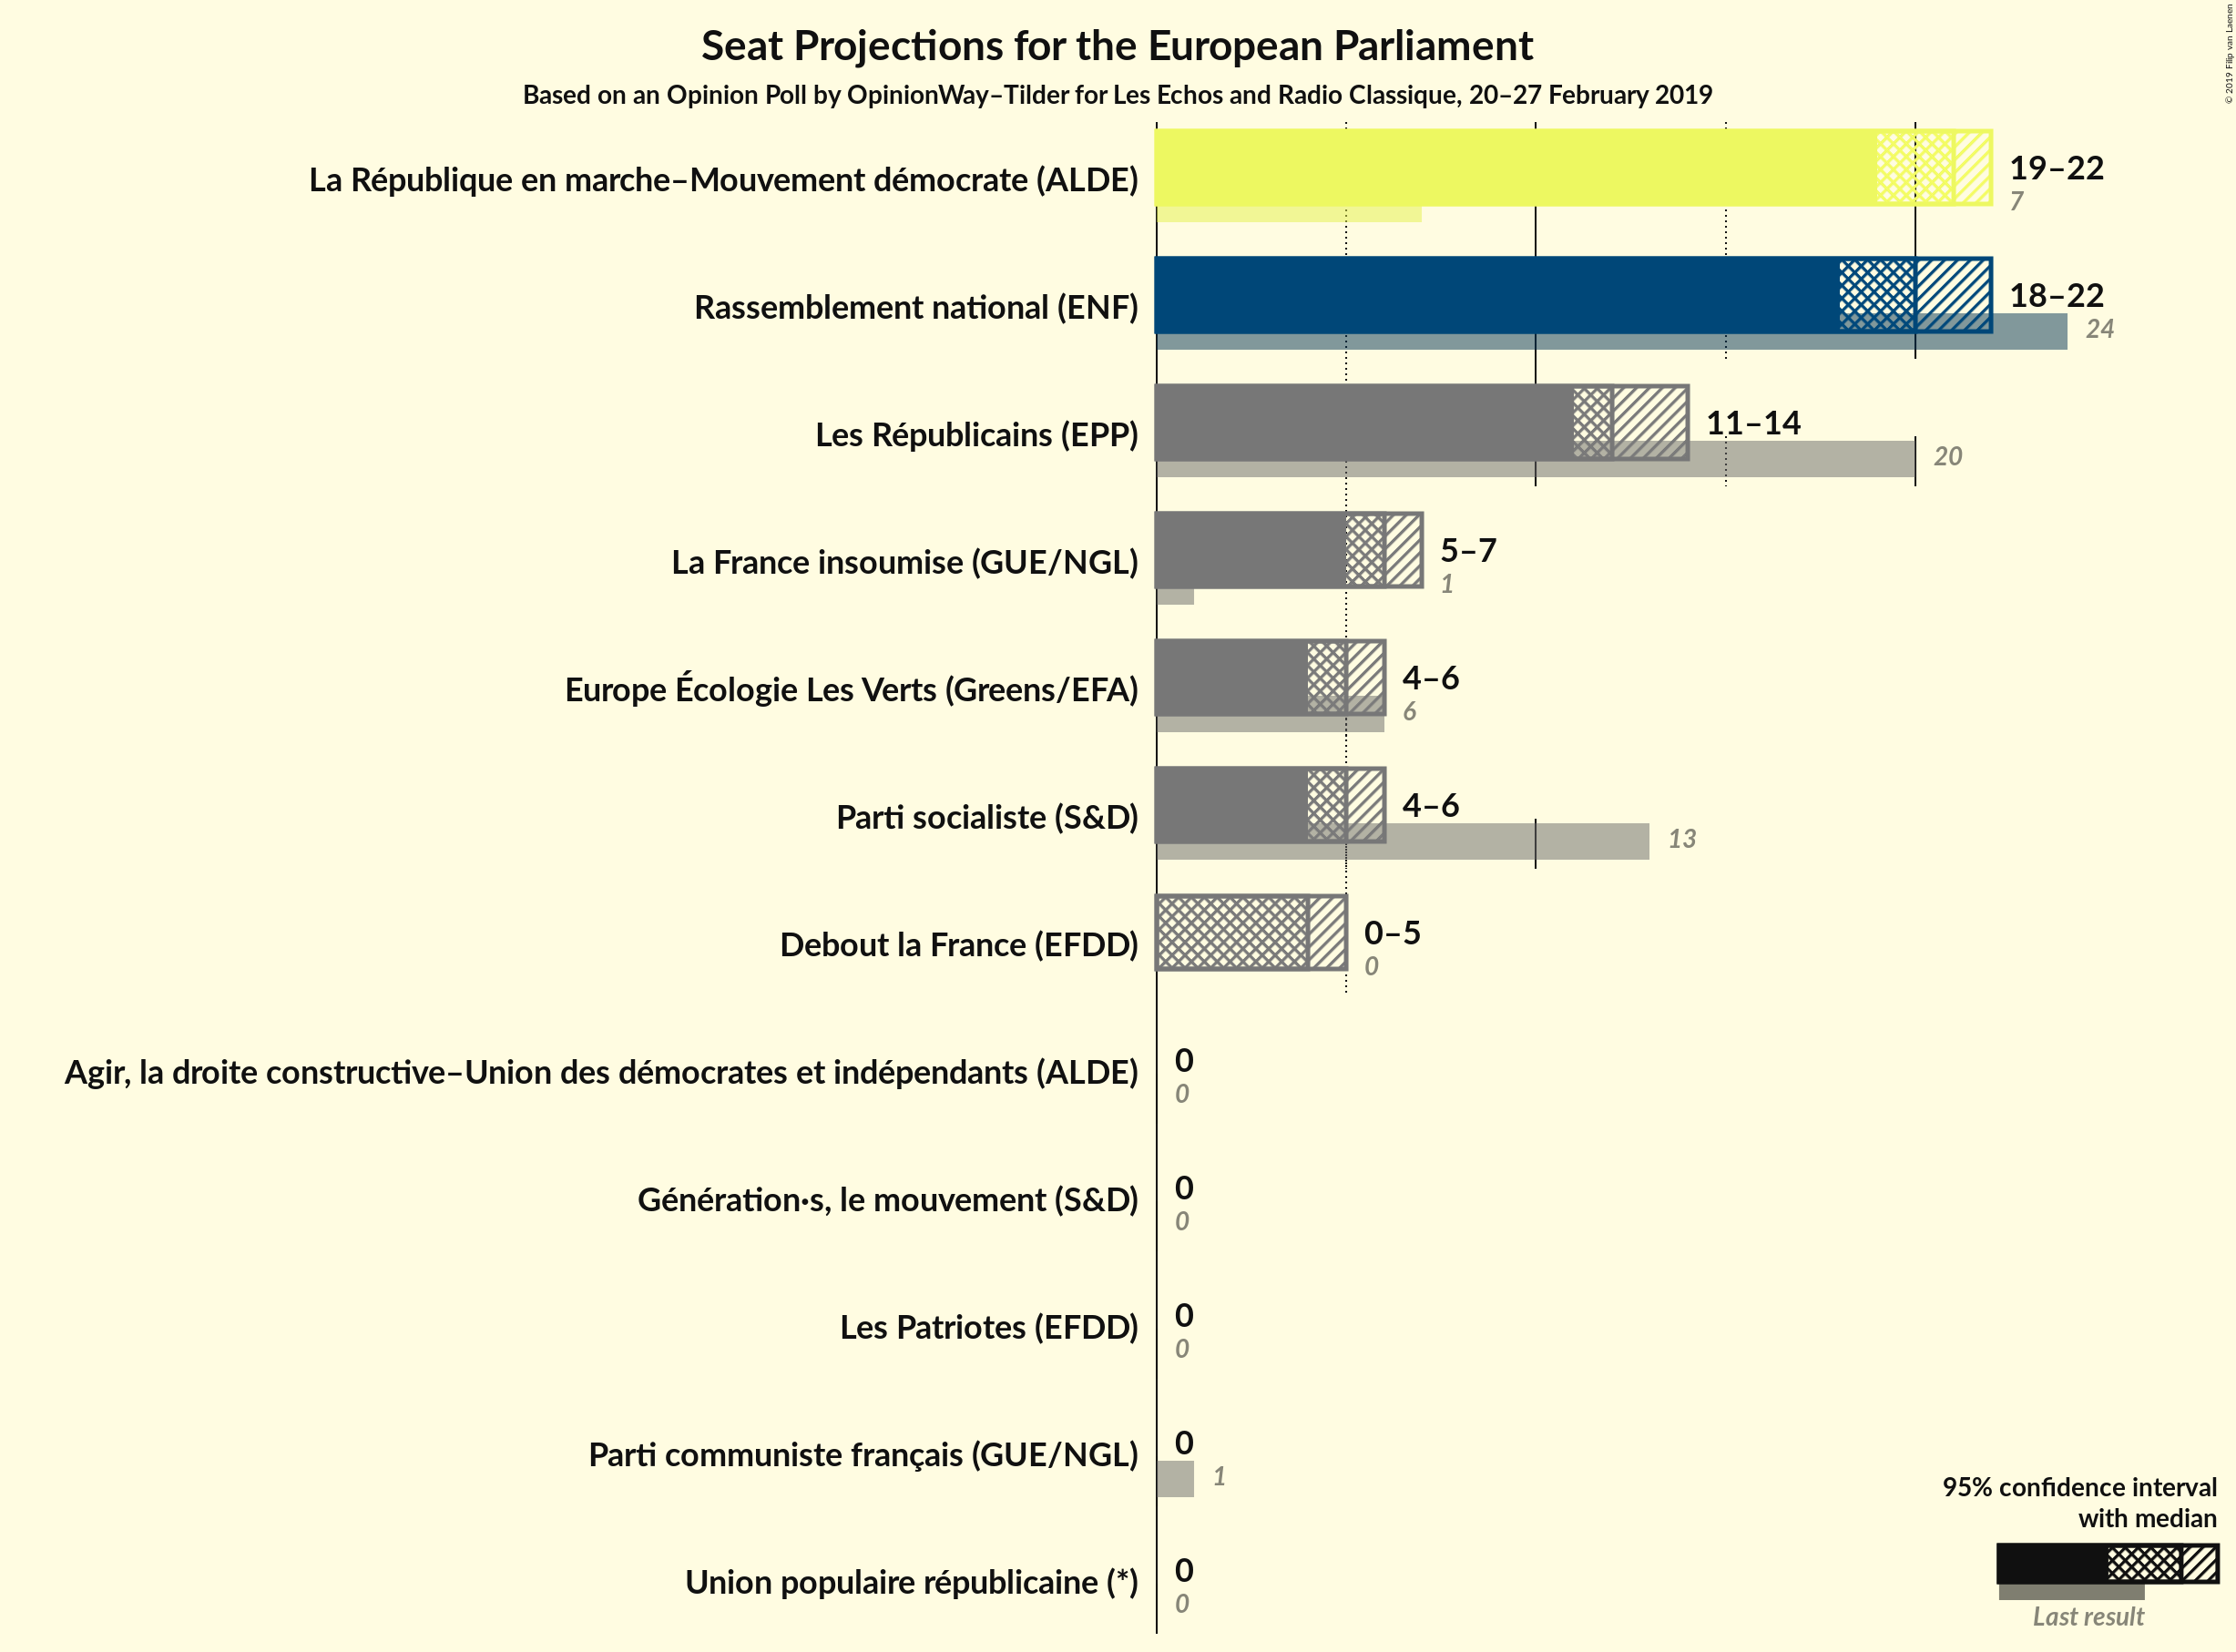 Seat Projections for the European Parliament
Based on an Opinion Poll by OpinionWay–Tilder for Les Echos and Radio Classique, 20–27 February 2019
© 2019 Filip van Laenen
La République en marche–Mouvement démocrate (ALDE)
19–22
7
Rassemblement national (ENF)
18–22
24
Les Républicains (EPP)
11–14
20
La France insoumise (GUE/NGL)
5–7
1
Europe Écologie Les Verts (Greens/EFA)
4–6
6
Parti socialiste (S&D)
4–6
13
Debout la France (EFDD)
0–5
0
Agir, la droite constructive–Union des démocrates et indépendants (ALDE)
0
0
Génération·s, le mouvement (S&D)
0
0
Les Patriotes (EFDD)
0
0
Parti communiste français (GUE/NGL)
0
1
Union populaire républicaine (*)
0
0
95% confidence interval
with median
Last result